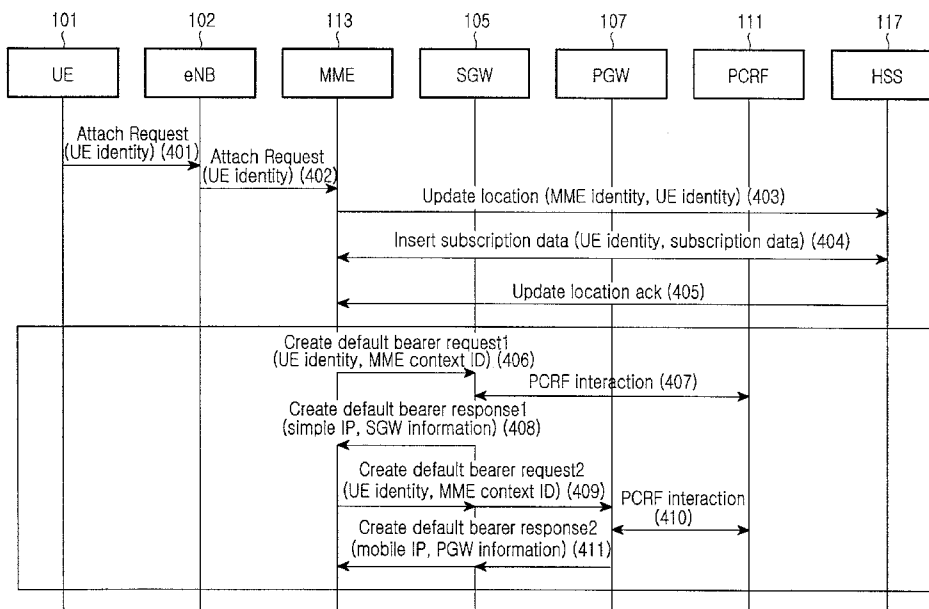 101 102 113 105 107 111 117
UE eNB MME SGW PGW PCRF HSS
Attach Request
(UE identity) (401)
Attach Request
(UE identity) (402)
Update location (MME identity, UE identity) (403)
Insert subscription data (UE identity, subscription data) (404)
Update location ack (405)
Create default bearer request1
(UE identity, MME context ID) (406)
PCRF interaction (407)
Create default bearer response1
(simple IP, SGW information) (408)
Create default bearer request2
(UE identity, MME context ID) (409)
PCRF interaction
(410)
Create default bearer response2
(mobile IP, PGW information) (411)